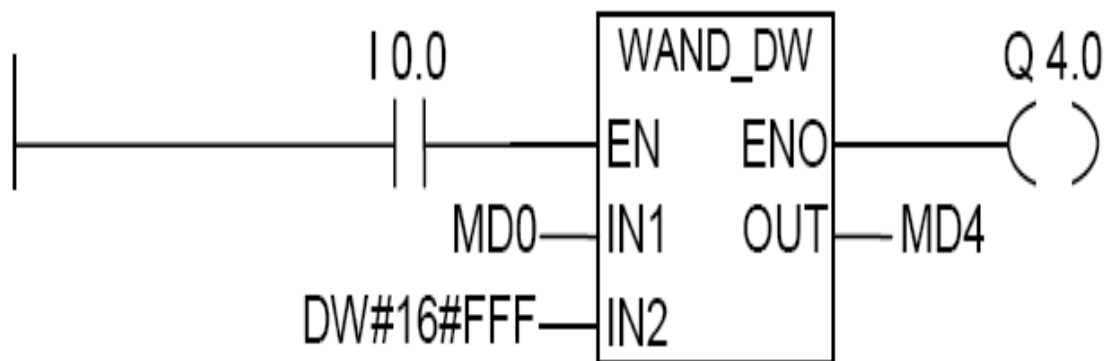 I 0.0
WAND_DW
Q 4.0
EN
ENO
MD0
IN1
OUT
MD4
DW#16#FFF
IN2